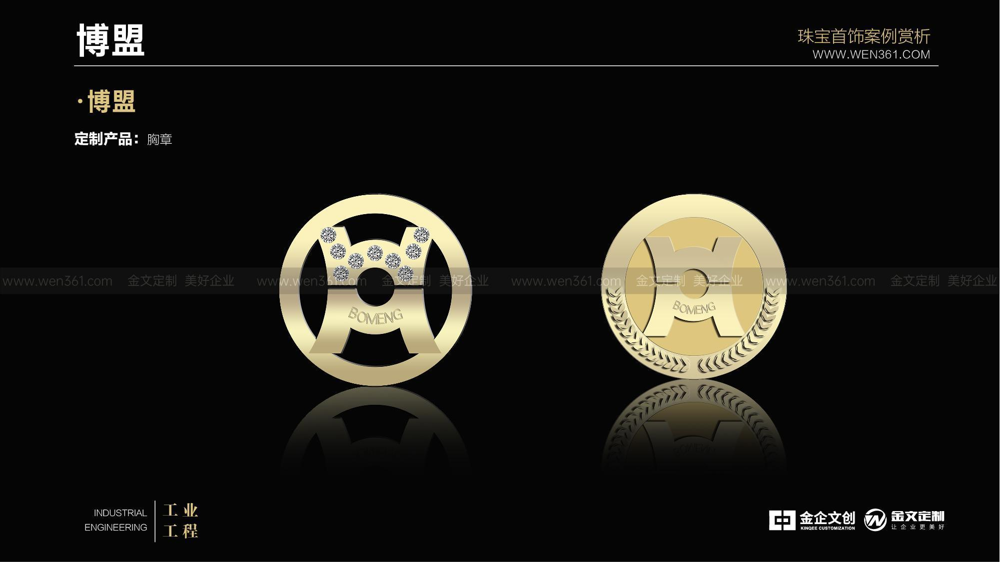 博盟
珠宝首饰案例赏析
WWW.WEN361.COM
·博盟
定制产品：胸章
www.wen361.com 金文定制 美好企业 www.wen361.com 金文定制 美好企业 www.wen361.com 金文定制 美好企业 www.wen361.com 金文定制 美好企业
BOMENG
BOMENG
INDUSTRIAL
ENGINEERING
工业
工程
金企文创
KINQEE CUSTOMIZATION
金文定制
让企业更美好